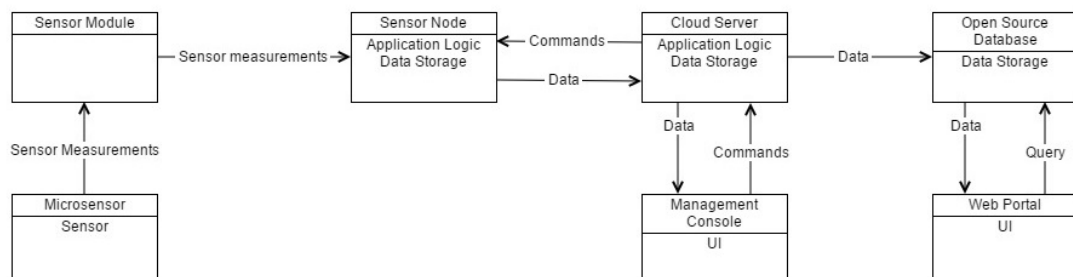 Sensor Module
Sensor measurements
Sensor Node
Application Logic
Data Storage
Commands
Data
Cloud Server
Application Logic
Data Storage
Data
Open Source
Database
Data Storage
Sensor Measurements
Data
Commands
Data
Query
Microsensor
Sensor
Management
Console
UI
Web Portal
UI